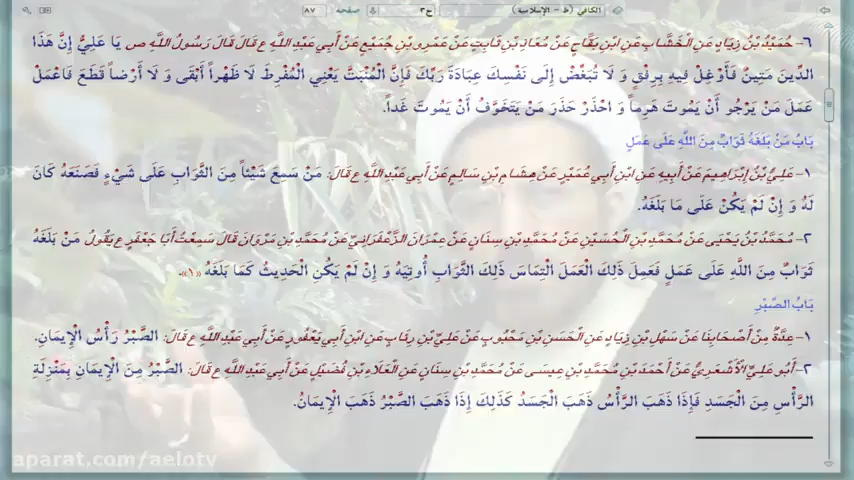 الكافي (ط - الإسلامية) ج٢ صفحه ٨٧
٦- حُمَيْدُ بْنُ زِيَادٍ عَنِ الْخَشَّابِ عَنِ ابْنِ بَقَّاحٍ عَنْ مُعَاذِ بْنِ ثَابِتٍ عَنْ عَمْرِو بْنِ جُمَيْعٍ عَنْ أَبِي عَبْدِ اللَّهِ ع قَالَ قَالَ رَسُولُ اللَّهِ ص يَا عَلِيُّ إِنَّ هَذَا
الدِّينَ مَتِينٌ فَأَوْغِلْ فِيهِ بِرِفْقٍ وَ لَا تُبَغِّضْ إِلَى نَفْسِكَ عِبَادَةَ رَبِّكَ فَإِنَّ الْمُنْبَتَّ يَعْنِي الْمُفْرِطَ لَا ظَهْراً أَبْقَى وَ لَا أَرْضاً قَطَعَ فَاعْمَلْ
عَمَلَ مَنْ يَرْجُو أَنْ يَمُوتَ هَرِماً وَ احْذَرْ حَذَرَ مَنْ يَتَخَوَّفُ أَنْ يَمُوتَ غَداً.
بَابُ مَنْ بَلَغَهُ ثَوَابٌ مِنَ اللَّهِ عَلَى عَمَلٍ
١- عَلِيُّ بْنُ إِبْرَاهِيمَ عَنْ أَبِيهِ عَنِ ابْنِ أَبِي عُمَيْرٍ عَنْ هِشَامِ بْنِ سَالِمٍ عَنْ أَبِي عَبْدِ اللَّهِ ع قَالَ: مَنْ سَمِعَ شَيْئاً مِنَ الثَّوَابِ عَلَى شَيْءٍ فَصَنَعَهُ كَانَ
لَهُ وَ إِنْ لَمْ يَكُنْ عَلَى مَا بَلَغَهُ.
٢- مُحَمَّدُ بْنُ يَحْيَى عَنْ مُحَمَّدِ بْنِ الْحُسَيْنِ عَنْ مُحَمَّدِ بْنِ سِنَانٍ عَنْ عِمْرَانَ الزَّعْفَرَانِيِّ عَنْ مُحَمَّدِ بْنِ مَرْوَانَ قَالَ سَمِعْتُ أَبَا جَعْفَرٍ ع يَقُولُ مَنْ بَلَغَهُ
ثَوَابٌ مِنَ اللَّهِ عَلَى عَمَلٍ فَعَمِلَ ذَلِكَ الْعَمَلَ الْتِمَاسَ ذَلِكَ الثَّوَابِ أُوتِيَهُ وَ إِنْ لَمْ يَكُنِ الْحَدِيثُ كَمَا بَلَغَهُ «١».
بَابُ الصَّبْرِ
١- عِدَّةٌ مِنْ أَصْحَابِنَا عَنْ سَهْلِ بْنِ زِيَادٍ عَنِ الْحَسَنِ بْنِ مَحْبُوبٍ عَنْ عَلِيِّ بْنِ رِئَابٍ عَنِ ابْنِ أَبِي يَعْفُورٍ عَنْ أَبِي عَبْدِ اللَّهِ ع قَالَ: الصَّبْرُ رَأْسُ الْإِيمَانِ.
٢- أَبُو عَلِيٍّ الْأَشْعَرِيُّ عَنْ أَحْمَدَ بْنِ مُحَمَّدِ بْنِ عِيسَى عَنْ مُحَمَّدِ بْنِ سِنَانٍ عَنِ الْعَلَاءِ بْنِ فُضَيْلٍ عَنْ أَبِي عَبْدِ اللَّهِ ع قَالَ: الصَّبْرُ مِنَ الْإِيمَانِ بِمَنْزِلَةِ
الرَّأْسِ مِنَ الْجَسَدِ فَإِذَا ذَهَبَ الرَّأْسُ ذَهَبَ الْجَسَدُ كَذَلِكَ إِذَا ذَهَبَ الصَّبْرُ ذَهَبَ الْإِيمَانُ.
aparat.com/aelotv